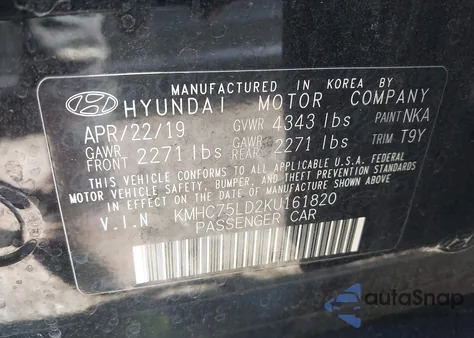 MANUFACTURED IN KOREA BY
HYUNDAI MOTOR COMPANY
APR/22/19 GVWR 4343 lbs PAINT NKA
GAWR FRONT 2271 lbs GAWR REAR 2271 lbs TRIM T9Y
THIS VEHICLE CONFORMS TO ALL APPLICABLE U.S.A. FEDERAL
MOTOR VEHICLE SAFETY, BUMPER, AND THEFT PREVENTION STANDARDS
IN EFFECT ON THE DATE OF MANUFACTURE SHOWN ABOVE.
V.I.N KMHC75LD2KU161820
PASSENGER CAR
autoSnap